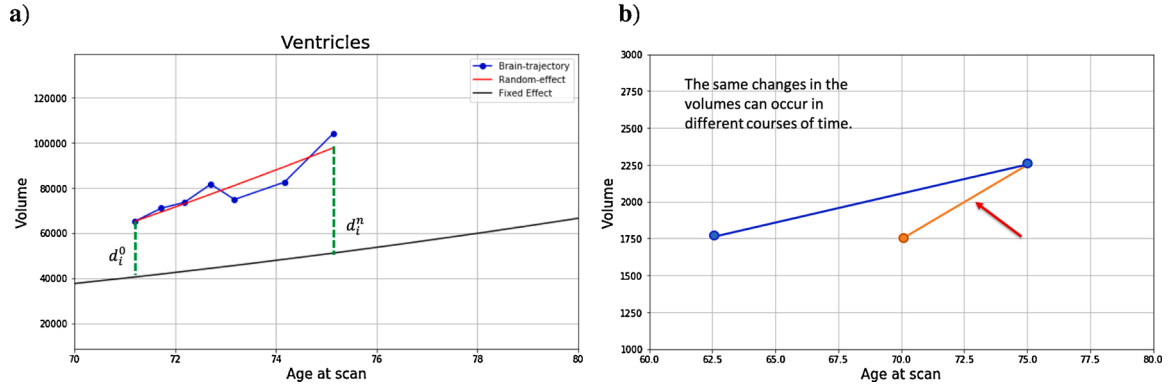 a)
Ventricles
Brain-trajectory
Random-effect
Fixed Effect
120000
100000
80000
60000
40000
20000
Volume
d_i^0
d_i^n
70
72
74
76
78
80
Age at scan
b)
The same changes in the
volumes can occur in
different courses of time.
3000
2750
2500
2250
2000
1750
1500
1250
1000
Volume
60.0
62.5
65.0
67.5
70.0
72.5
75.0
77.5
80.0
Age at scan